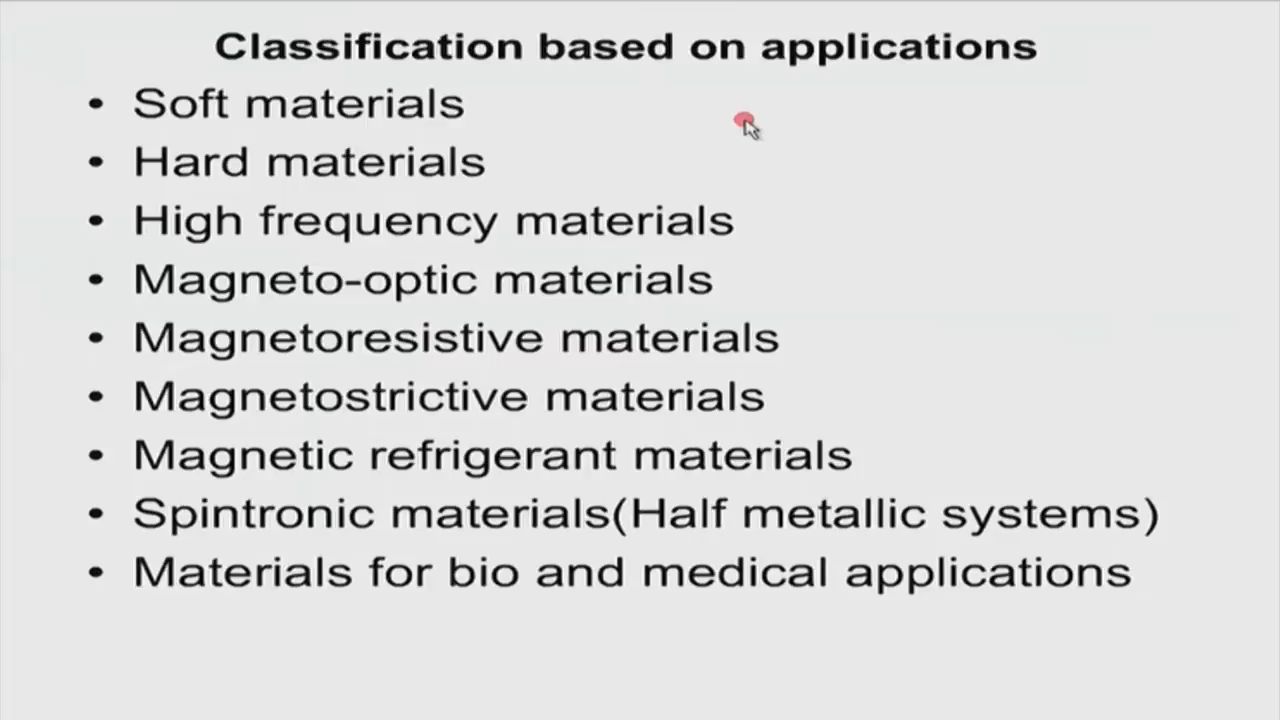 Classification based on applications
• Soft materials
• Hard materials
• High frequency materials
• Magneto-optic materials
• Magnetoresistive materials
• Magnetostrictive materials
• Magnetic refrigerant materials
• Spintronic materials(Half metallic systems)
• Materials for bio and medical applications